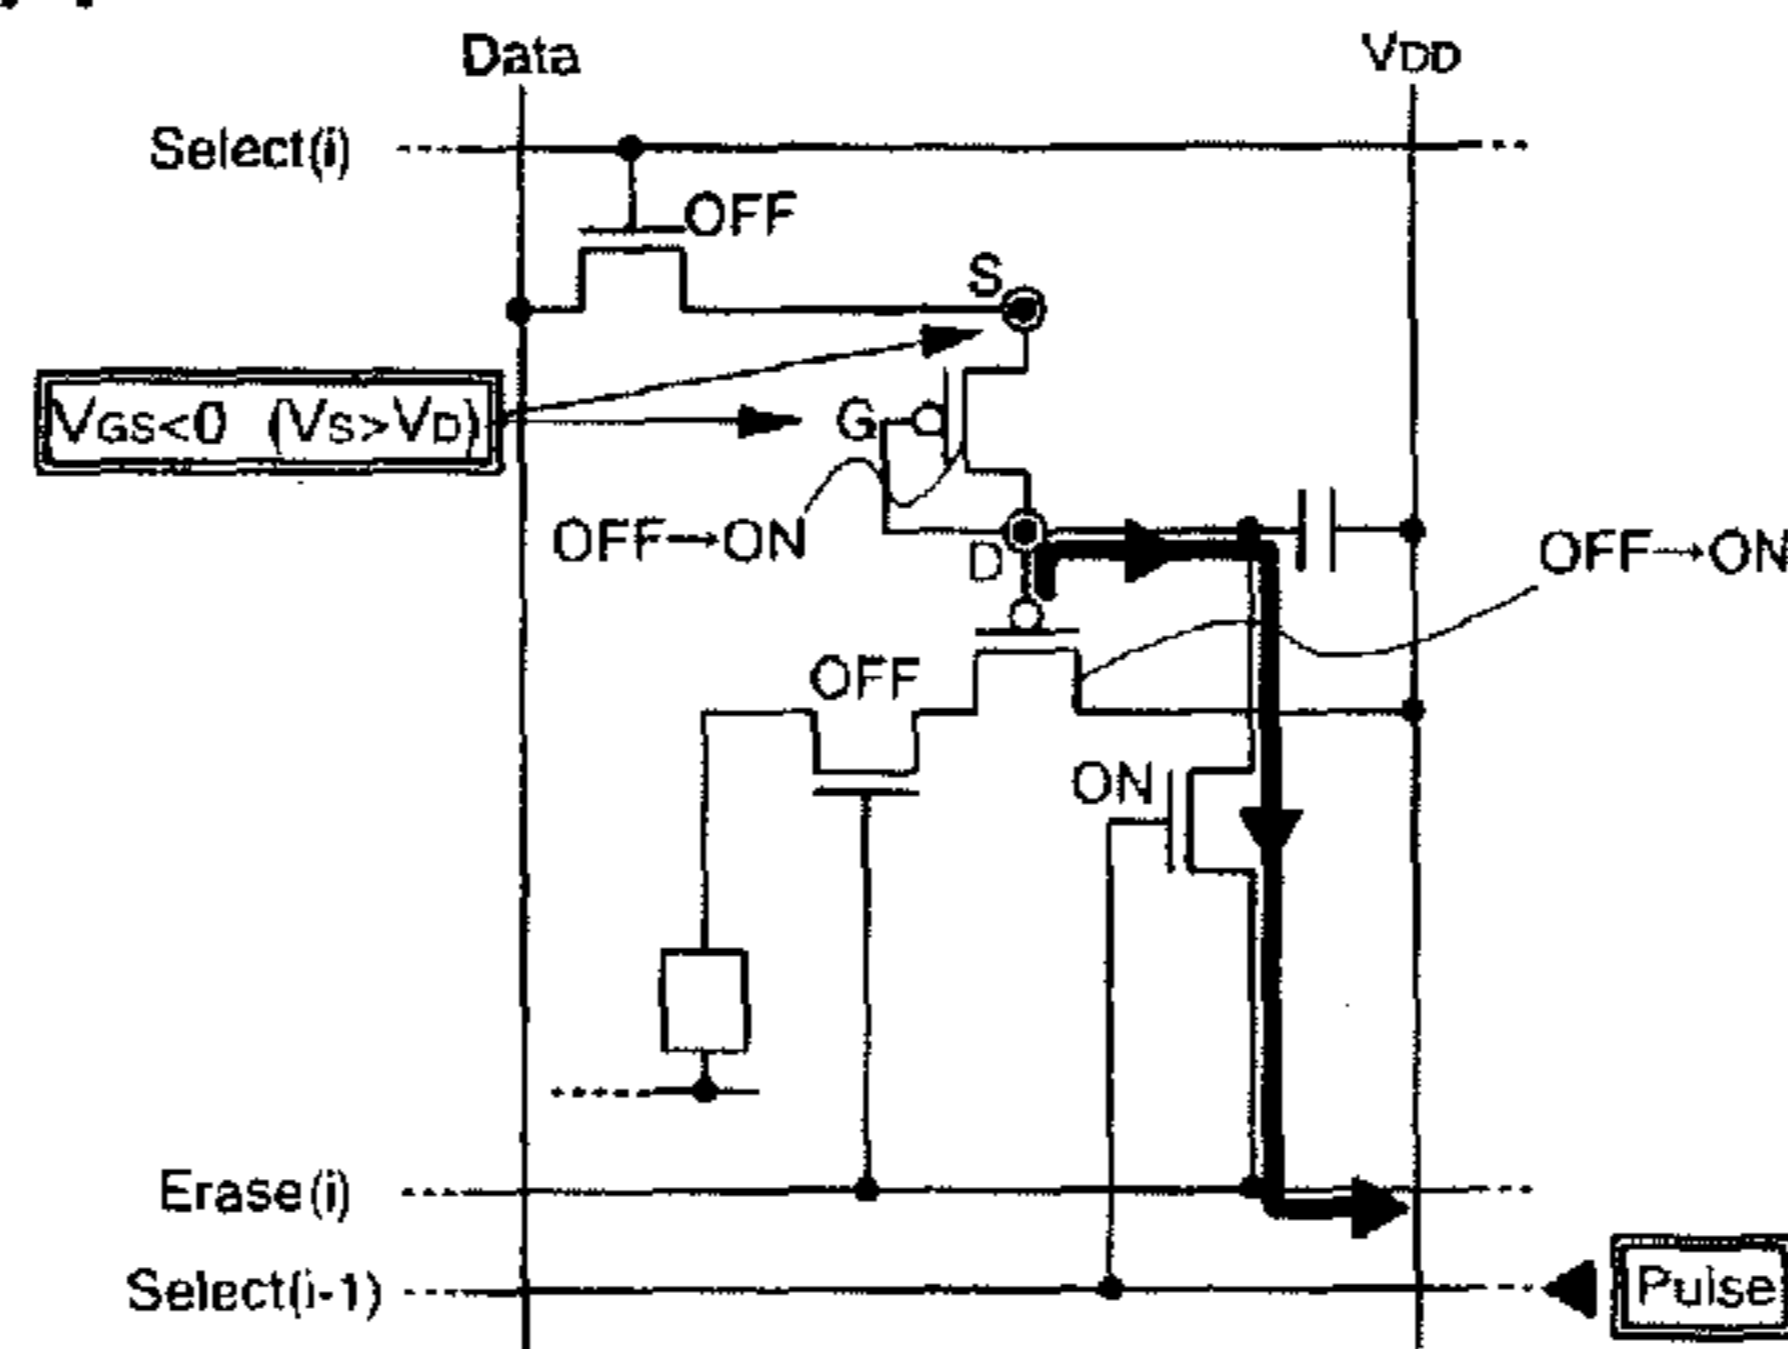 Data
VDD
Select(i)
OFF
S
VGS<0 (VS>VD)
G
OFF→ON
D
OFF→ON
OFF
ON
Erase(i)
Select(i-1)
Pulse